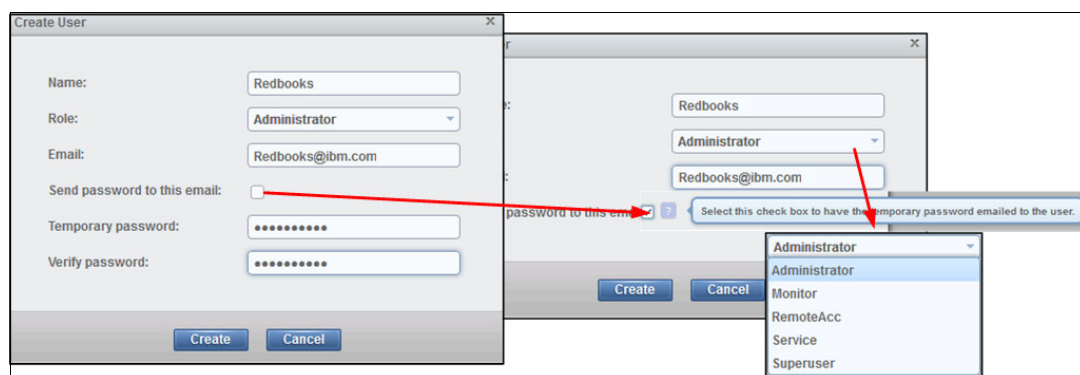 Create User x
Name: Redbooks
Role: Administrator
Email: Redbooks@ibm.com
Send password to this email:
Temporary password: ●●●●●●●●●●
Verify password: ●●●●●●●●●●
Create Cancel
r x
e: Redbooks
Administrator
: Redbooks@ibm.com
password to this email ? Select this check box to have the temporary password emailed to the user.
Create Cancel
Administrator
Administrator
Monitor
RemoteAcc
Service
Superuser